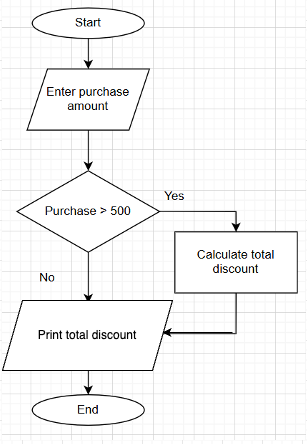 Start
Enter purchase
amount
Purchase > 500
Yes
Calculate total
discount
No
Print total discount
End